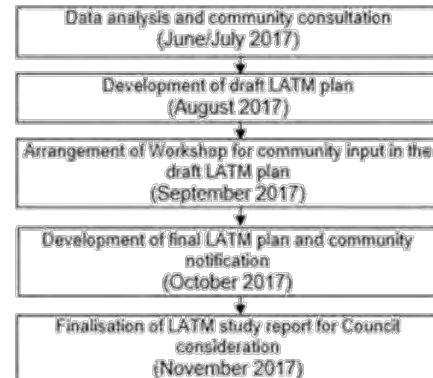 Data analysis and community consultation
(June/July 2017)
Development of draft LATM plan
(August 2017)
Arrangement of Workshop for community input in the
draft LATM plan
(September 2017)
Development of final LATM plan and community
notification
(October 2017)
Finalisation of LATM study report for Council
consideration
(November 2017)